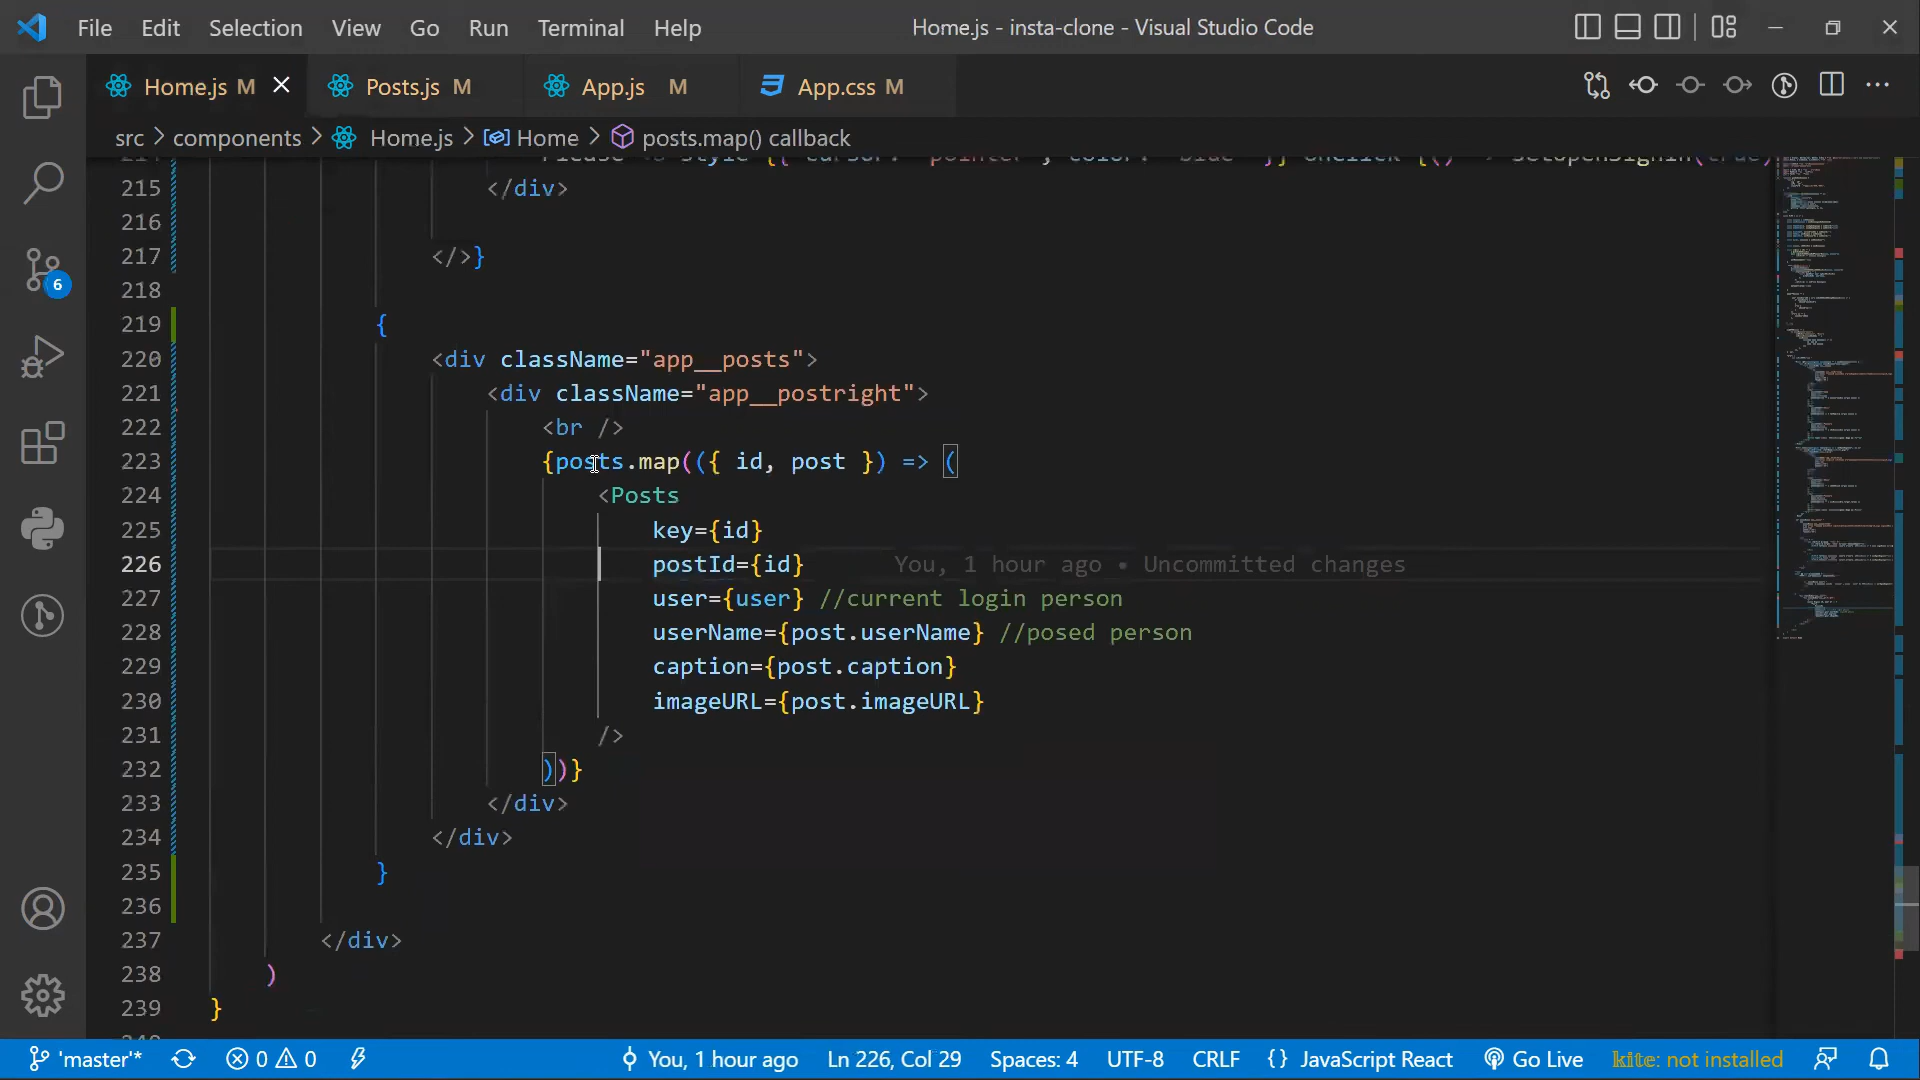 File Edit Selection View Go Run Terminal Help Home.js - insta-clone - Visual Studio Code
Home.js M Posts.js M App.js M App.css M
src > components > Home.js > Home > posts.map() callback
215 </div>
216
217 </>}
218
219 {
220 <div className="app__posts">
221 <div className="app__postright">
222 <br />
223 {posts.map(({ id, post }) => (
224 <Posts
225 key={id}
226 postId={id} You, 1 hour ago • Uncommitted changes
227 user={user} //current login person
228 userName={post.userName} //posed person
229 caption={post.caption}
230 imageURL={post.imageURL}
231 />
232 ))}
233 </div>
234 </div>
235 }
236
237 </div>
238 )
239 }
6
'master'* 0 0 You, 1 hour ago Ln 226, Col 29 Spaces: 4 UTF-8 CRLF {} JavaScript React Go Live kite: not installed